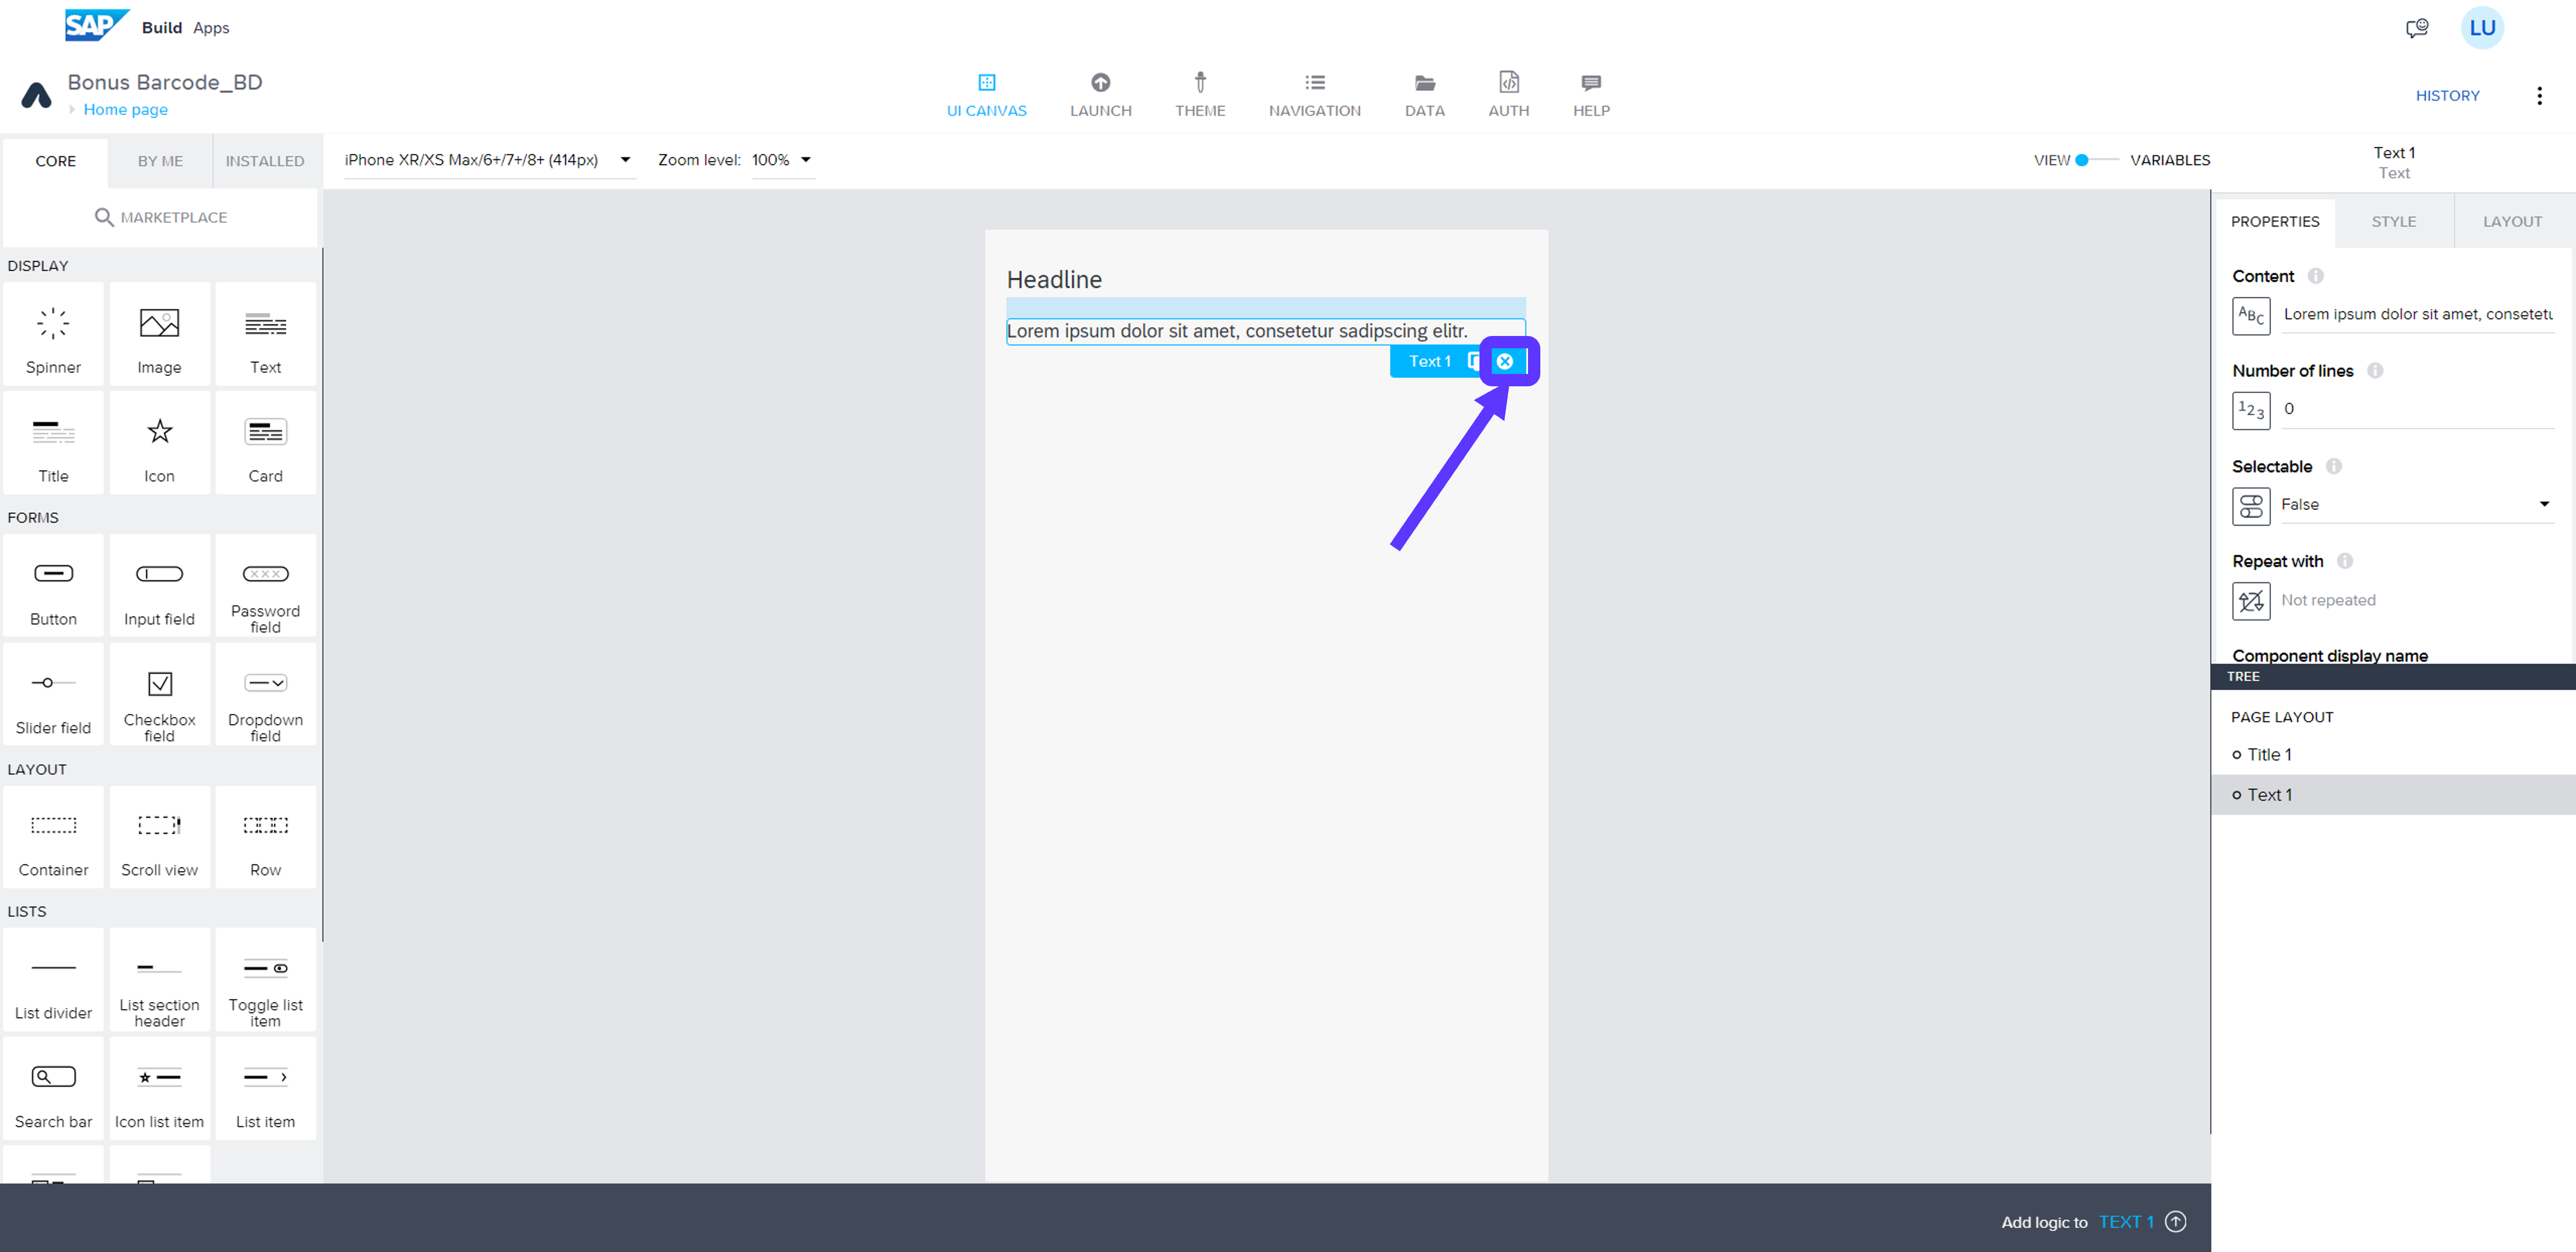 SAP Build Apps
LU
Bonus Barcode_BD
Home page
UI CANVAS
LAUNCH
THEME
NAVIGATION
DATA
AUTH
HELP
HISTORY
CORE
BY ME
INSTALLED
iPhone XR/XS Max/6+/7+/8+ (414px)
Zoom level: 100%
VIEW
VARIABLES
Text 1
Text
MARKETPLACE
DISPLAY
Spinner
Image
Text
Title
Icon
Card
FORMS
Button
Input field
Password
field
Slider field
Checkbox
field
Dropdown
field
LAYOUT
Container
Scroll view
Row
LISTS
List divider
List section
header
Toggle list
item
Search bar
Icon list item
List item
Headline
Lorem ipsum dolor sit amet, consetetur sadipscing elitr.
Text 1
PROPERTIES
STYLE
LAYOUT
Content
ABC
Lorem ipsum dolor sit amet, consetetu
Number of lines
123
0
Selectable
False
Repeat with
Not repeated
Component display name
TREE
PAGE LAYOUT
Title 1
Text 1
Add logic to TEXT 1